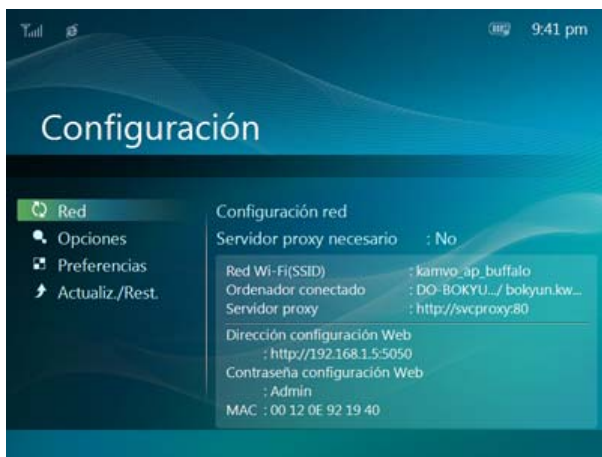 9:41 pm
Configuración
Red
Opciones
Preferencias
Actualiz./Rest.
Configuración red
Servidor proxy necesario : No
Red Wi-Fi(SSID) : kamvo_ap_buffalo
Ordenador conectado : DO-BOKYU.../ bokyun.kw...
Servidor proxy : http://svcproxy:80
Dirección configuración Web
: http://192.168.1.5:5050
Contraseña configuración Web
: Admin
MAC : 00 12 0E 92 19 40